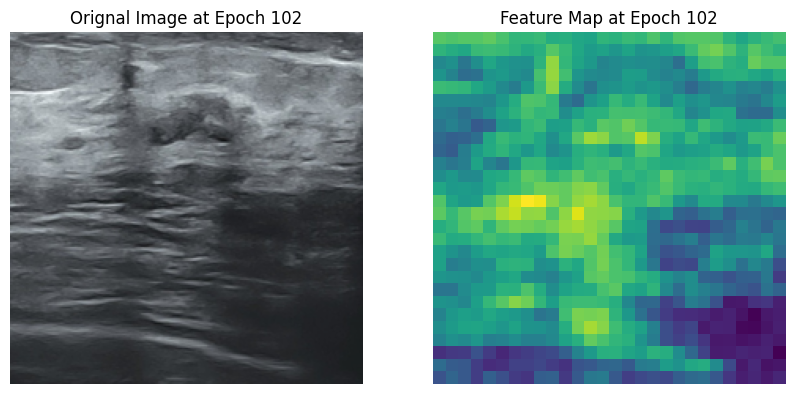 Orignal Image at Epoch 102
Feature Map at Epoch 102